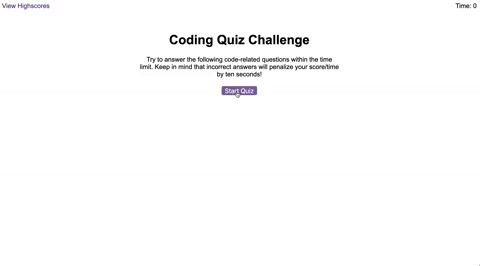 View Highscores
Time: 0
Coding Quiz Challenge
Try to answer the following code-related questions within the time
limit. Keep in mind that incorrect answers will penalize your score/time
by ten seconds!
Start Quiz